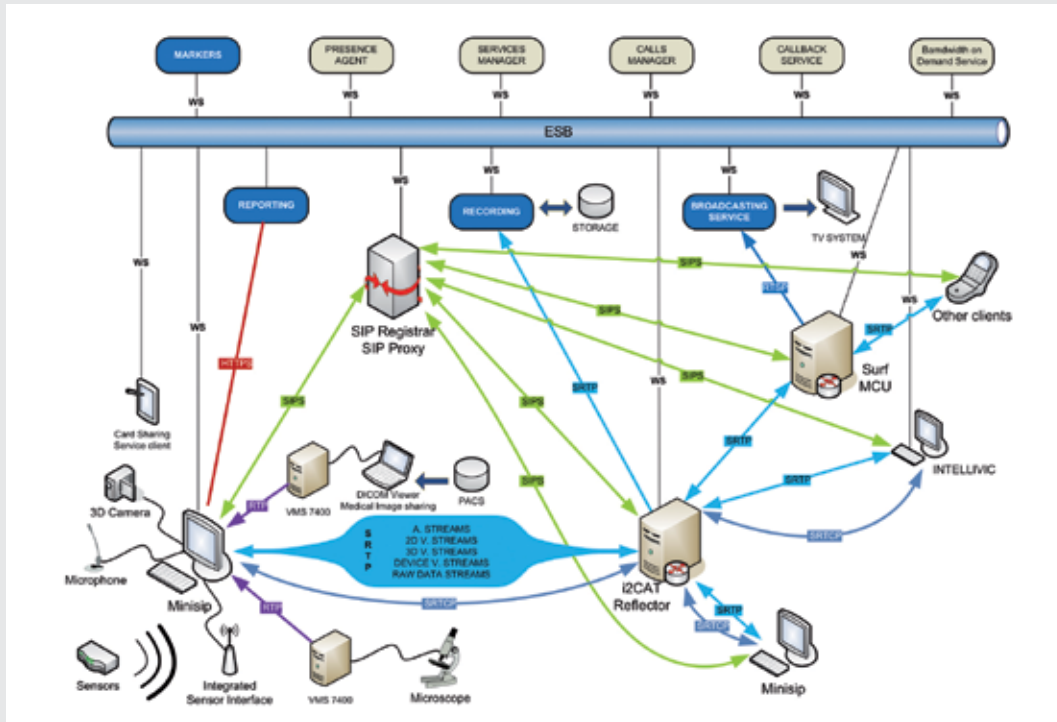 MARKERS
PRESENCE
AGENT
SERVICES
MANAGER
CALLS
MANAGER
CALLBACK
SERVICE
Bamdwidth on
Demand Service
WS
WS
WS
WS
WS
WS
ESB
WS
WS
WS
WS
REPORTING
RECORDING
STORAGE
BROADCASTING
SERVICE
TV SYSTEM
SIPS
WS
WS
RTSP
SIP Registrar
SIP Proxy
Other clients
SIPS
SRTP
WS
HTTPS
SRTP
WS
Surf
MCU
SIPS
SIPS
SIPS
Card Sharing
Service client
SRTP
INTELLIVIC
SRTP
SIPS
3D Camera
RTP
VMS 7400
DICOM Viewer
Medical Image sharing
PACS
SRTCP
SRTP
A. STREAMS
2D V. STREAMS
3D V. STREAMS
DEVICE V. STREAMS
RAW DATA STREAMS
Microphone
Minisip
SRTCP
i2CAT
Reflector
RTP
SRTP
SRTCP
Sensors
Integrated
Sensor Interface
VMS 7400
Microscope
Minisip